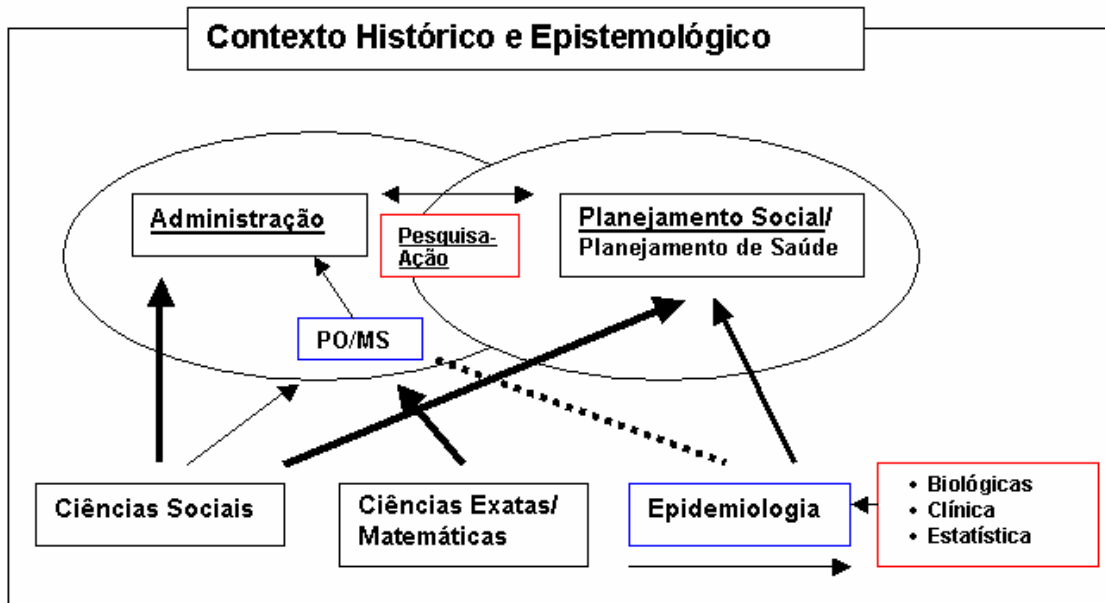 Contexto Histórico e Epistemológico
Administração
Pesquisa-
Ação
Planejamento Social/
Planejamento de Saúde
PO/MS
Ciências Sociais
Ciências Exatas/
Matemáticas
Epidemiologia
• Biológicas
• Clínica
• Estatística